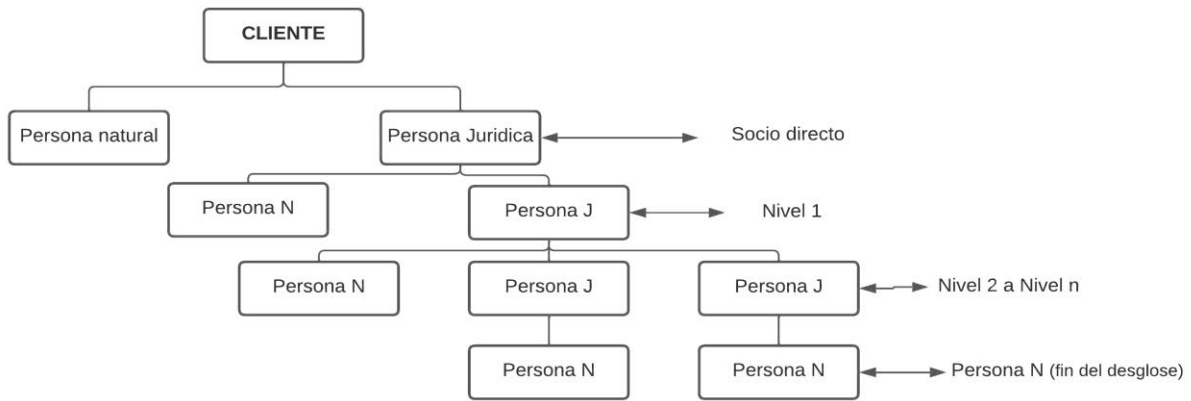 CLIENTE
Persona natural
Persona Juridica
Socio directo
Persona N
Persona J
Nivel 1
Persona N
Persona J
Persona J
Nivel 2 a Nivel n
Persona N
Persona N
Persona N (fin del desglose)